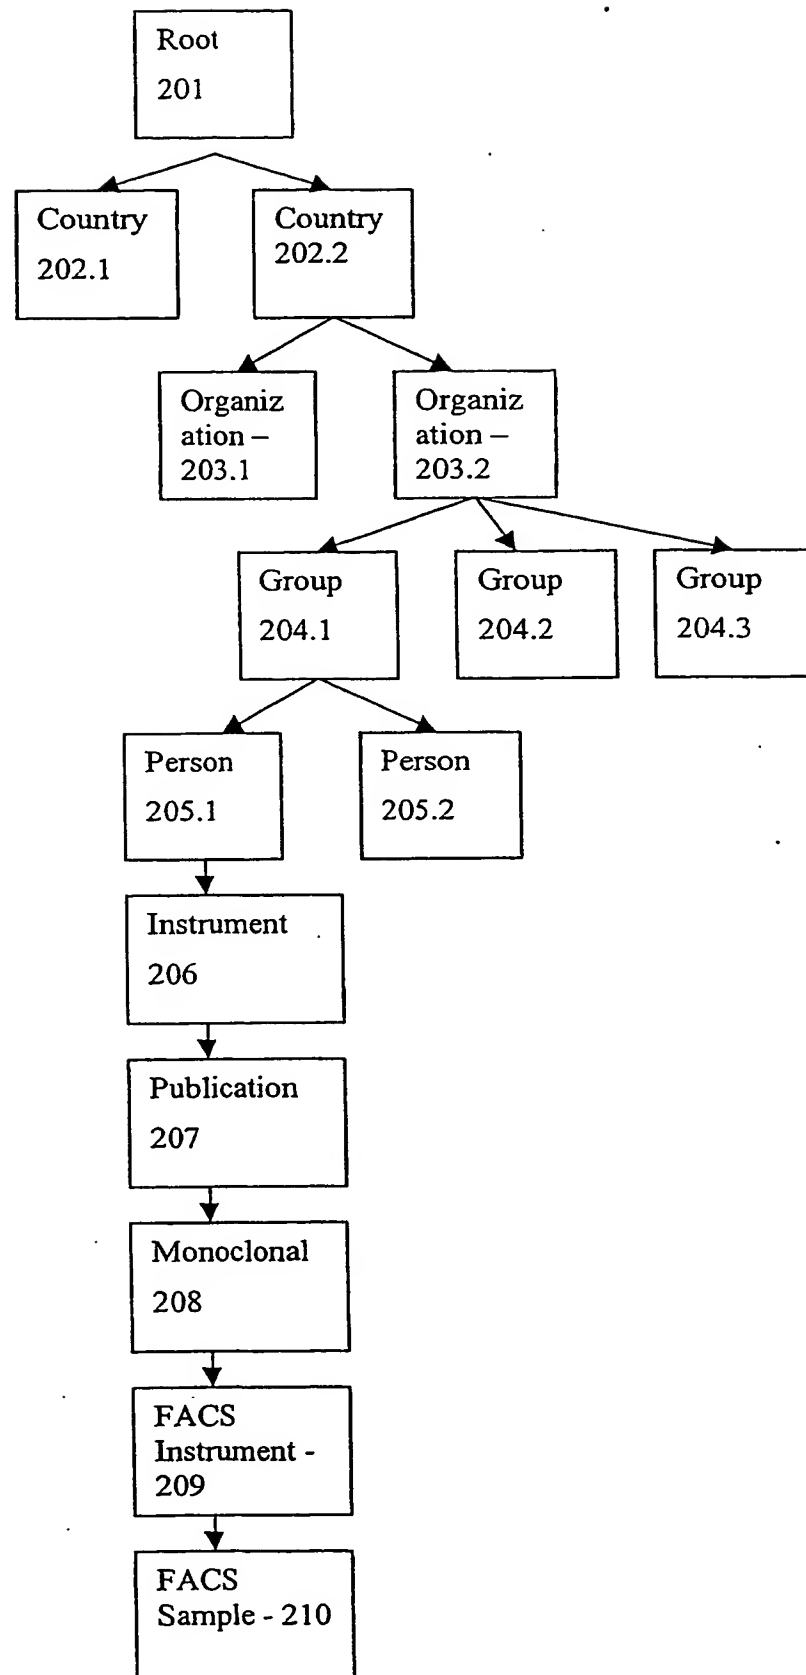 Root
201
Country
202.1
Country
202.2
Organiz
ation –
203.1
Organiz
ation –
203.2
Group
204.1
Group
204.2
Group
204.3
Person
205.1
Person
205.2
Instrument
206
Publication
207
Monoclonal
208
FACS
Instrument -
209
FACS
Sample - 210